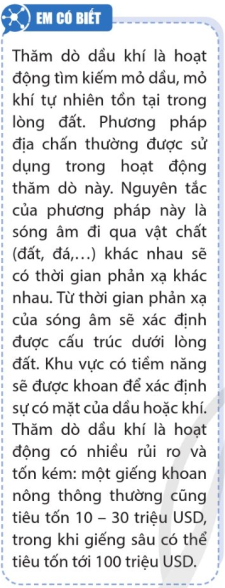 EM CÓ BIẾT
Thăm dò dầu khí là hoạt
động tìm kiếm mỏ dầu, mỏ
khí tự nhiên tồn tại trong
lòng đất. Phương pháp
địa chấn thường được sử
dụng trong hoạt động
thăm dò này. Nguyên tắc
của phương pháp này là
sóng âm đi qua vật chất
(đất, đá,...) khác nhau sẽ
có thời gian phản xạ khác
nhau. Từ thời gian phản xạ
của sóng âm sẽ xác định
được cấu trúc dưới lòng
đất. Khu vực có tiềm năng
sẽ được khoan để xác định
sự có mặt của dầu hoặc khí.
Thăm dò dầu khí là hoạt
động có nhiều rủi ro và
tốn kém: một giếng khoan
nông thông thường cũng
tiêu tốn 10 – 30 triệu USD,
trong khi giếng sâu có thể
tiêu tốn tới 100 triệu USD.